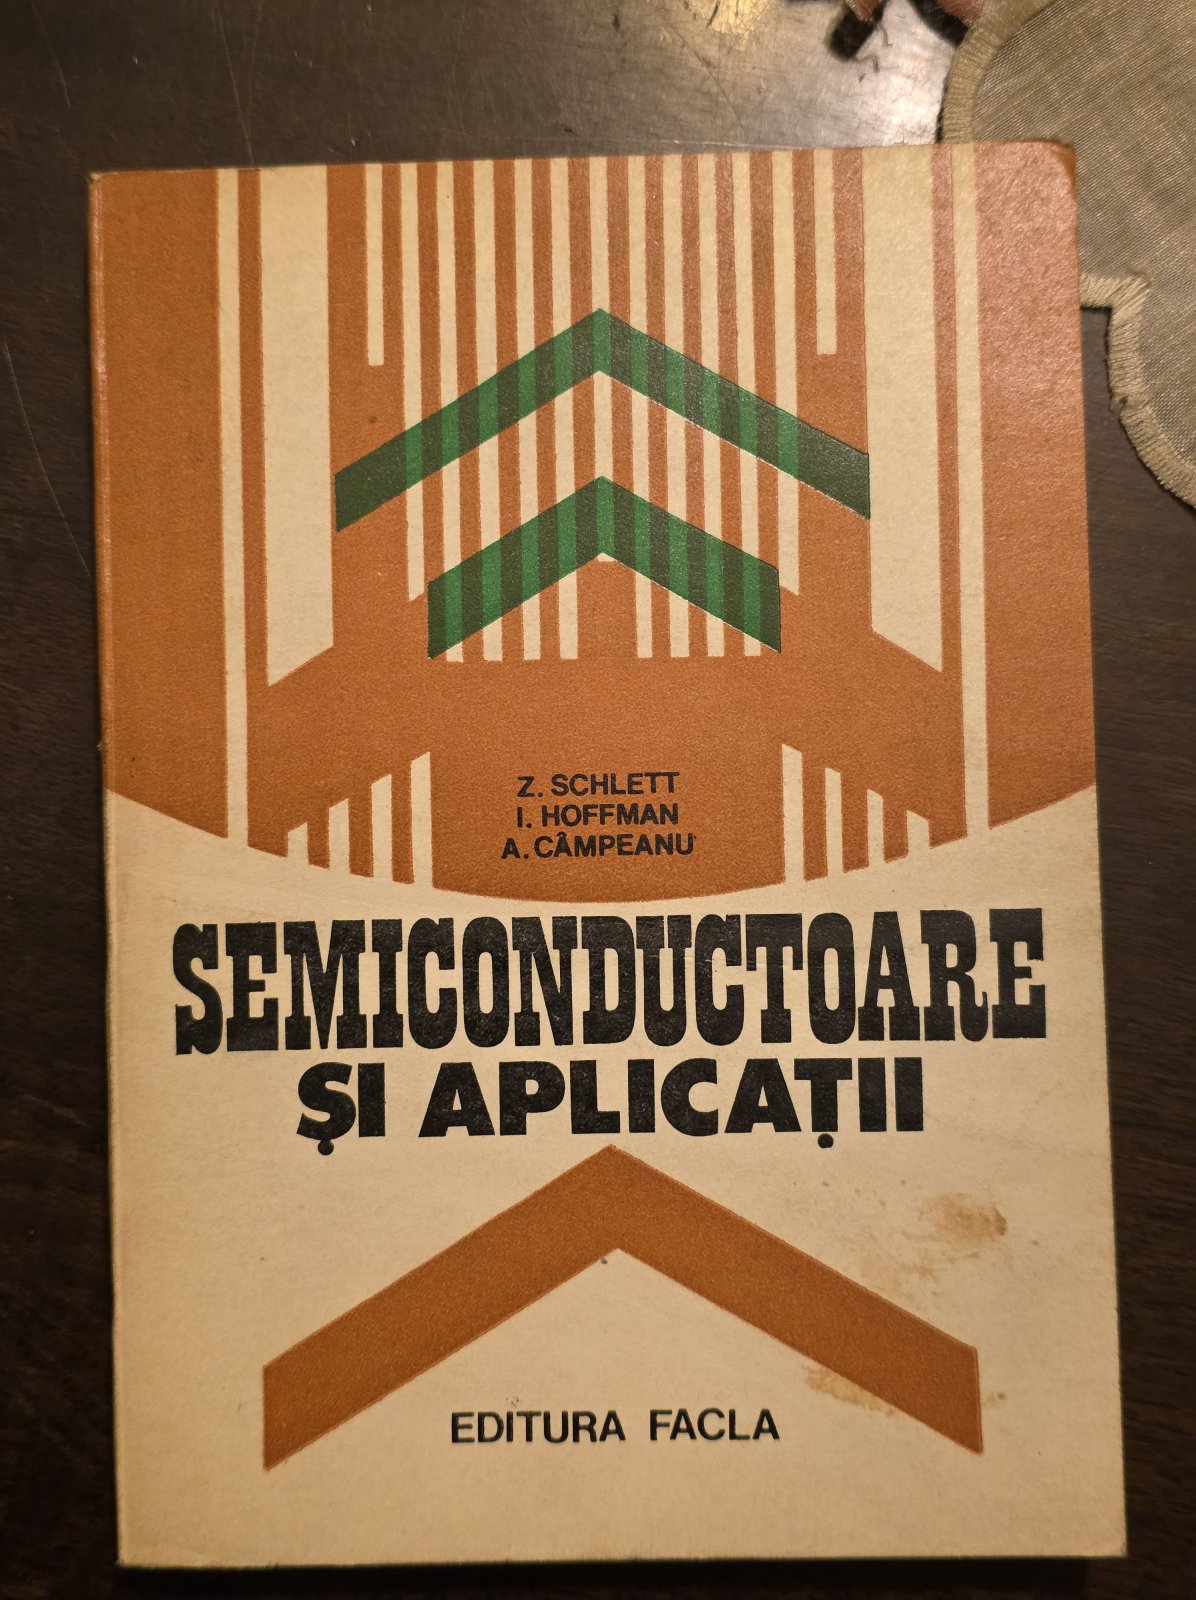 Z. SCHLETT
I. HOFFMAN
A. CÂMPEANU
SEMICONDUCTOARE
ȘI APLICAȚII
EDITURA FACLA